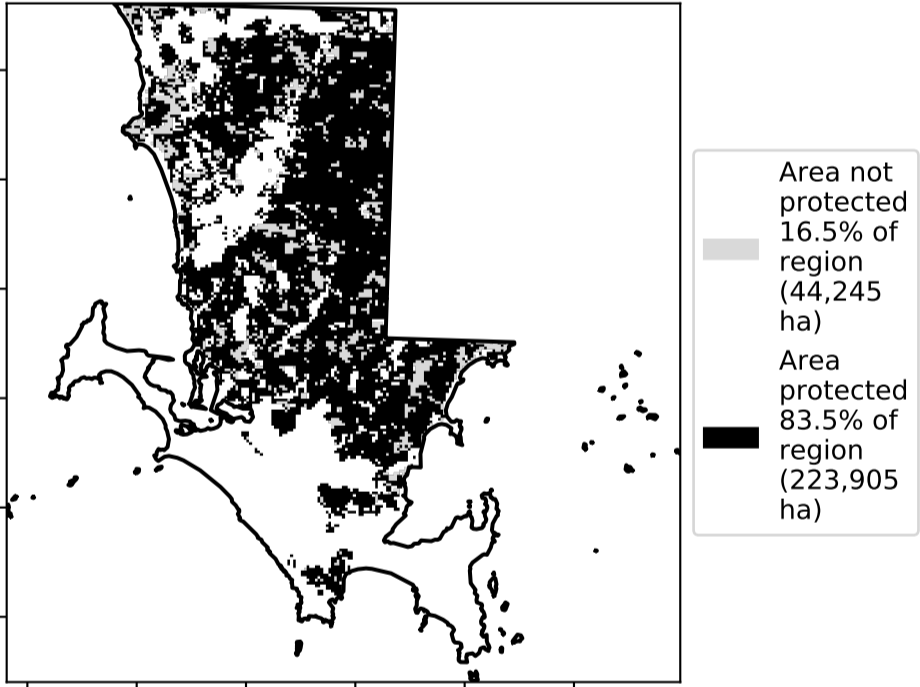 Area not
protected
16.5% of
region
(44,245
ha)
Area
protected
83.5% of
region
(223,905
ha)